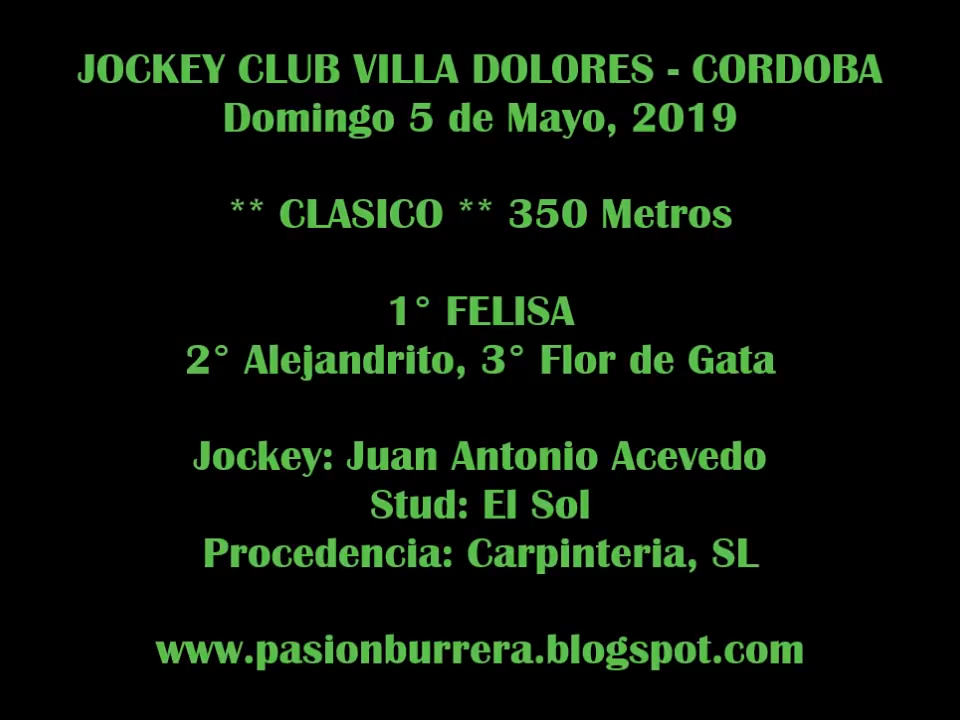 JOCKEY CLUB VILLA DOLORES - CORDOBA
Domingo 5 de Mayo, 2019
** CLASICO ** 350 Metros
1° FELISA
2° Alejandrito, 3° Flor de Gata
Jockey: Juan Antonio Acevedo
Stud: El Sol
Procedencia: Carpinteria, SL
www.pasionburrera.blogspot.com